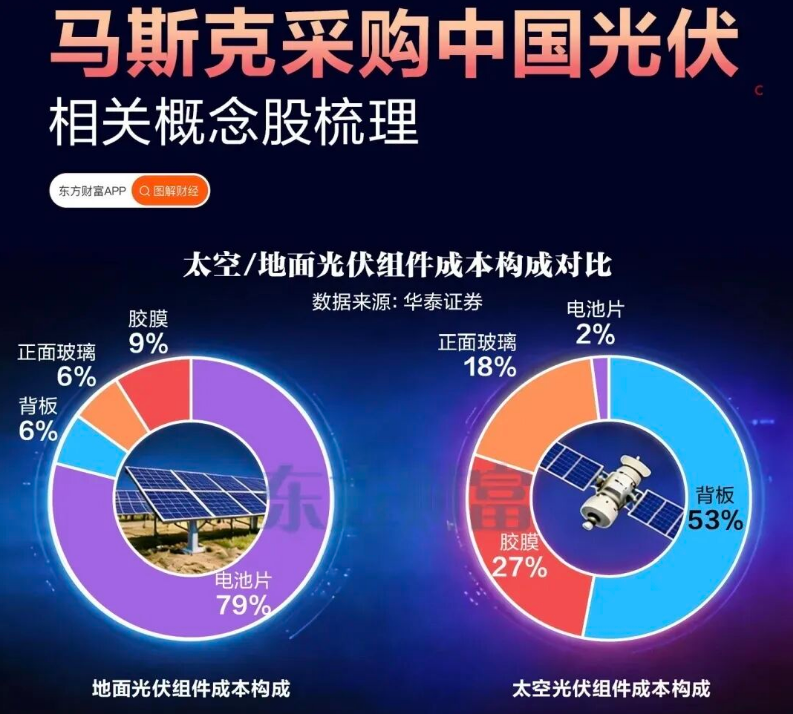 马斯克采购中国光伏
C
相关概念股梳理
东方财富APP 图解财经
太空/地面光伏组件成本构成对比
数据来源: 华泰证券
胶膜
9%
正面玻璃
6%
背板
6%
电池片
79%
地面光伏组件成本构成
电池片
2%
正面玻璃
18%
背板
53%
胶膜
27%
太空光伏组件成本构成